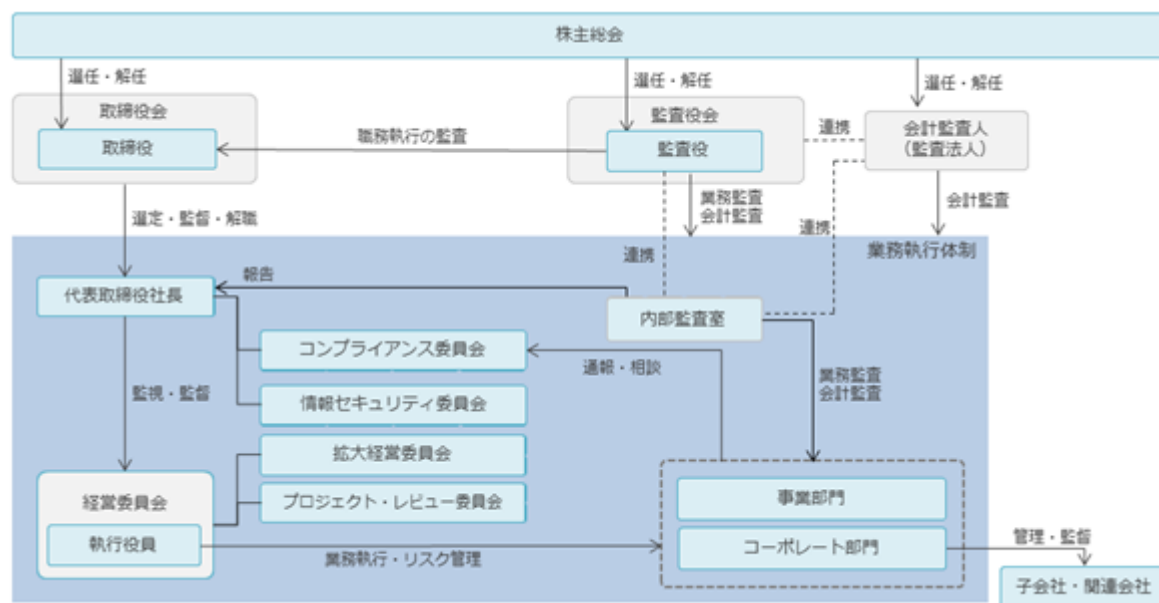 株主総会
選任・解任
選任・解任
選任・解任
取締役会
取締役
職務執行の監査
監査役会
監査役
連携
会計監査人
(監査法人)
選定・監督・解職
業務監査
会計監査
会計監査
連携
連携
業務執行体制
報告
代表取締役社長
内部監査室
コンプライアンス委員会
通報・相談
業務監査
会計監査
監視・監督
情報セキュリティ委員会
拡大経営委員会
経営委員会
プロジェクト・レビュー委員会
執行役員
業務執行・リスク管理
事業部門
コーポレート部門
管理・監督
子会社・関連会社